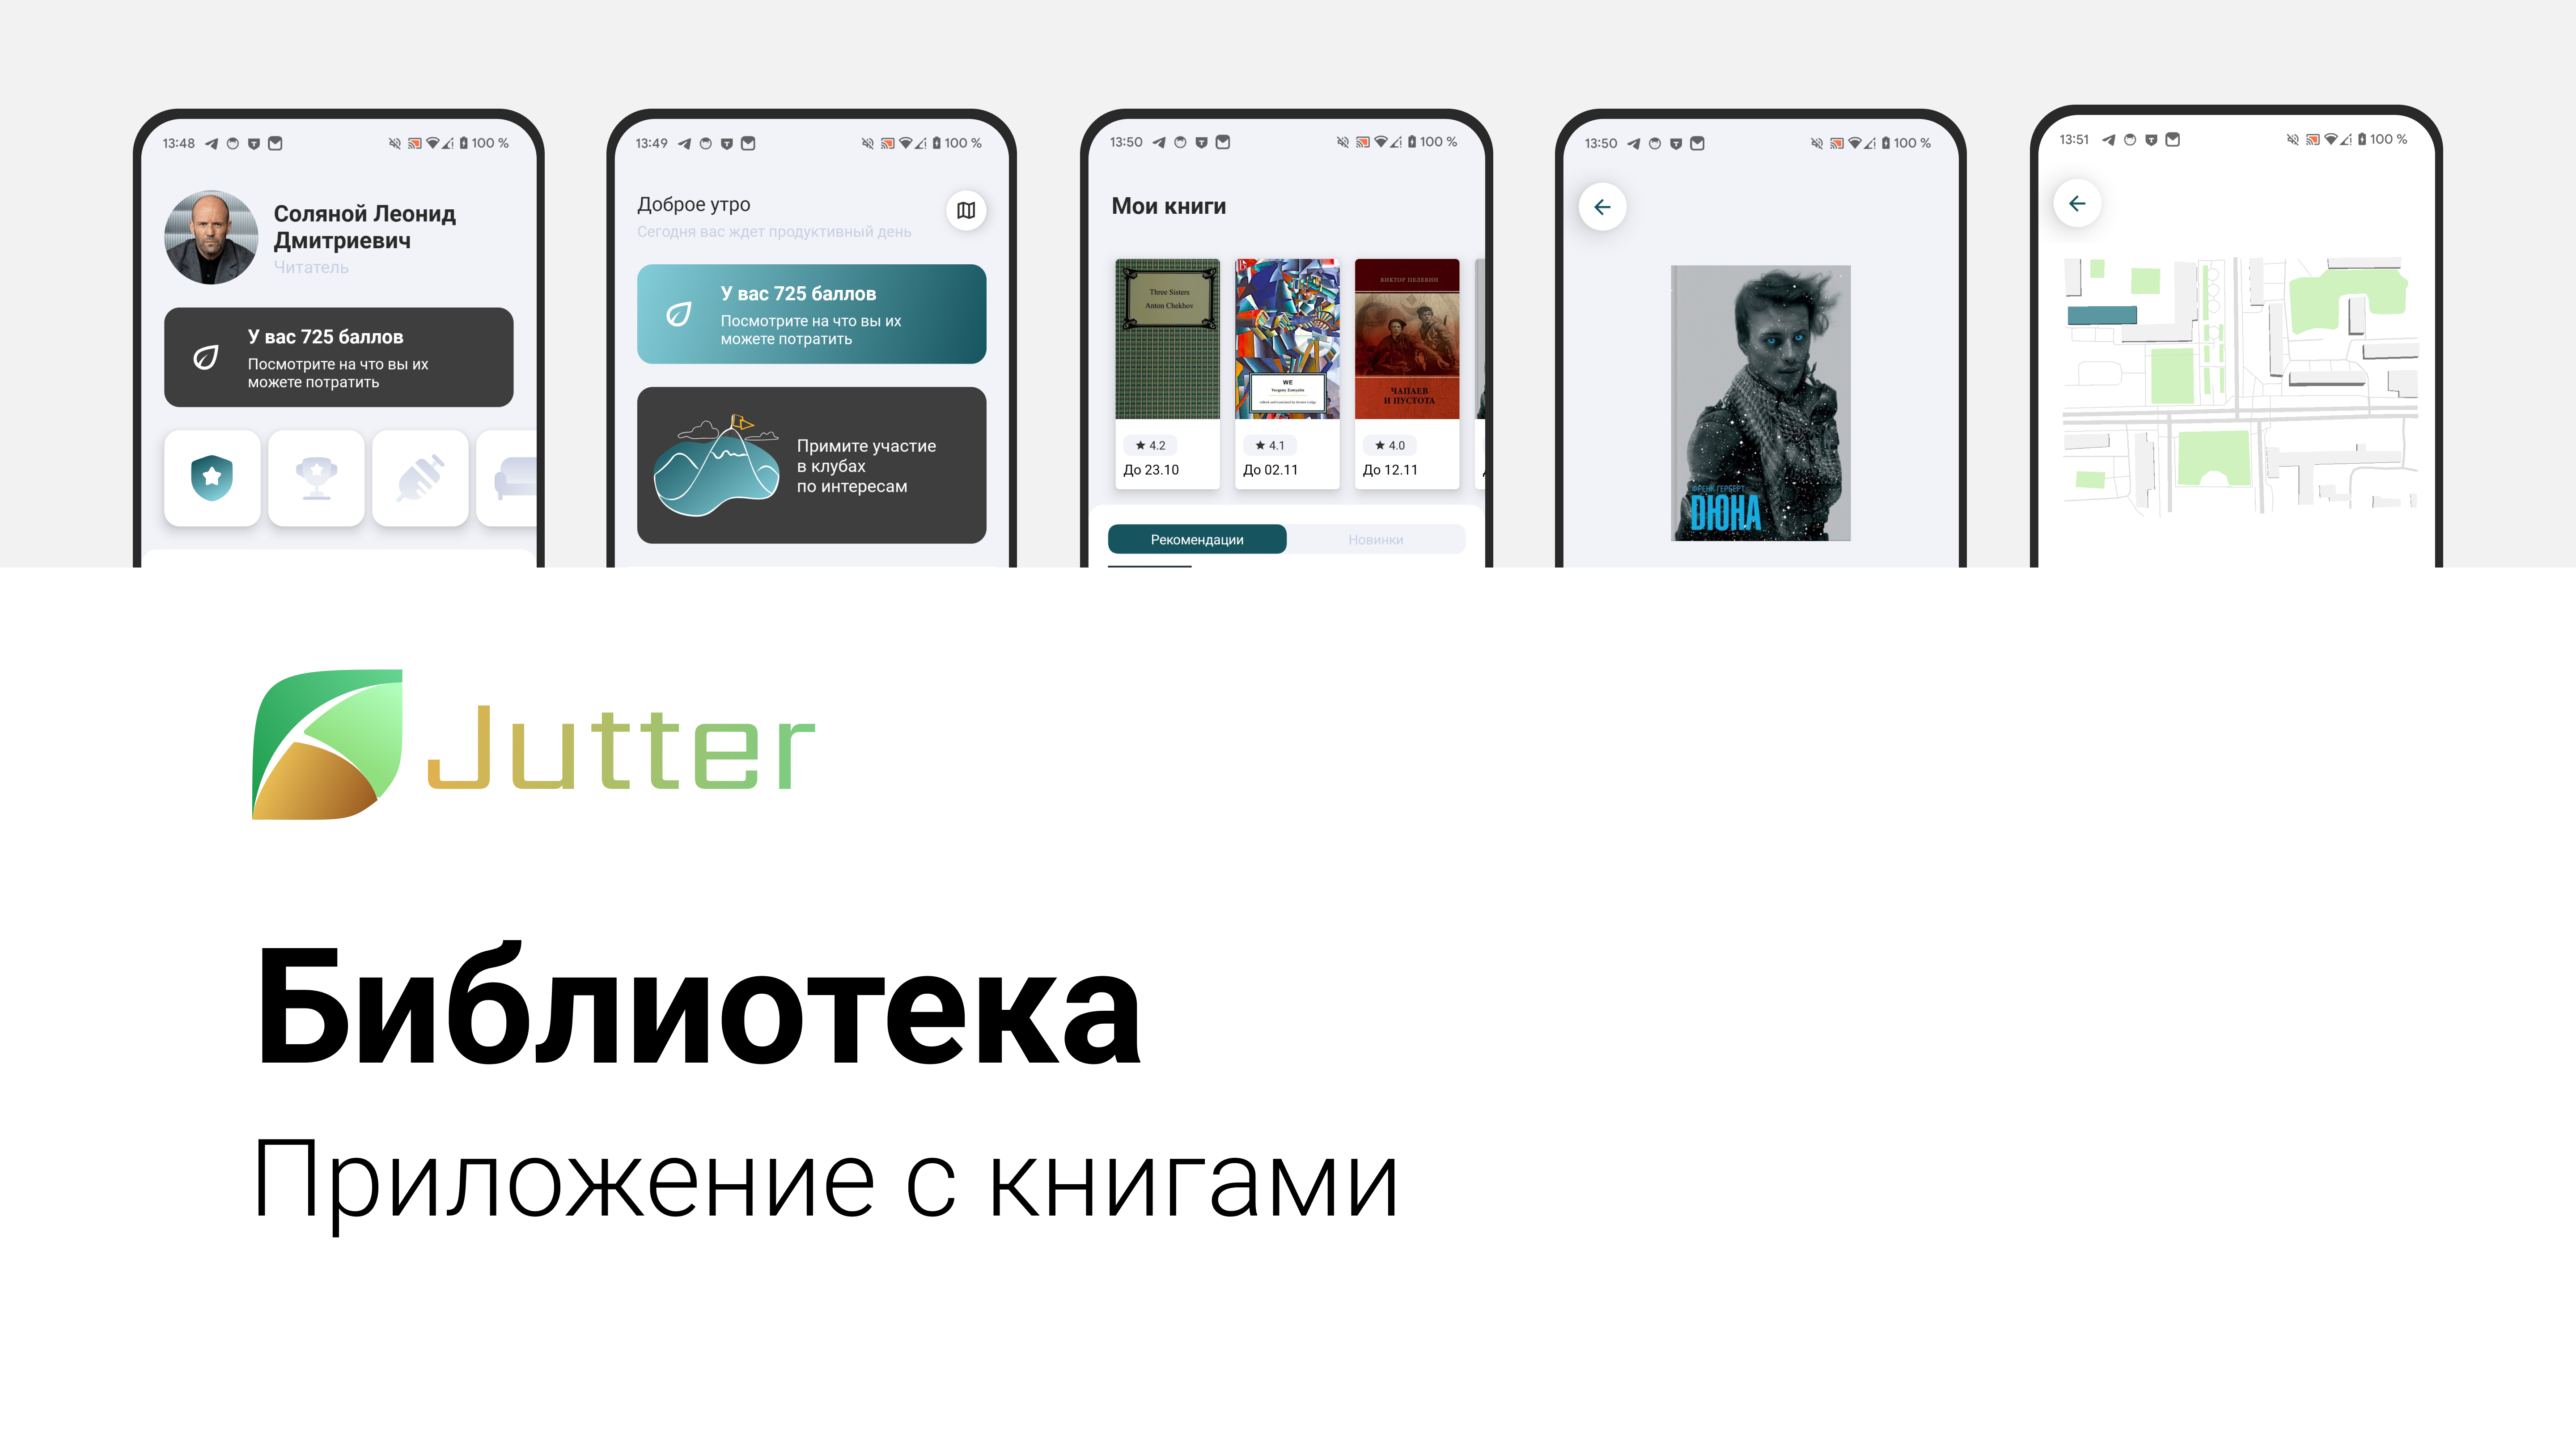 13:48
100 %
Соляной Леонид
Дмитриевич
Читатель
У вас 725 баллов
Посмотрите на что вы их
можете потратить
13:49
100 %
Доброе утро
Сегодня вас ждет продуктивный день
У вас 725 баллов
Посмотрите на что вы их
можете потратить
Примите участие
в клубах
по интересам
13:50
100 %
Мои книги
Three Sisters
Anton Chekhov
4.2
До 23.10
WE
Yevgeny Zamyatin
4.1
До 02.11
ВИКТОР ПЕЛЕВИН
ЧАПАЕВ
И ПУСТОТА
4.0
До 12.11
Рекомендации
Новинки
13:50
100 %
ФРЕНК ГЕРБЕРТ
DЮНА
13:51
100 %
Jutter
Библиотека
Приложение с книгами